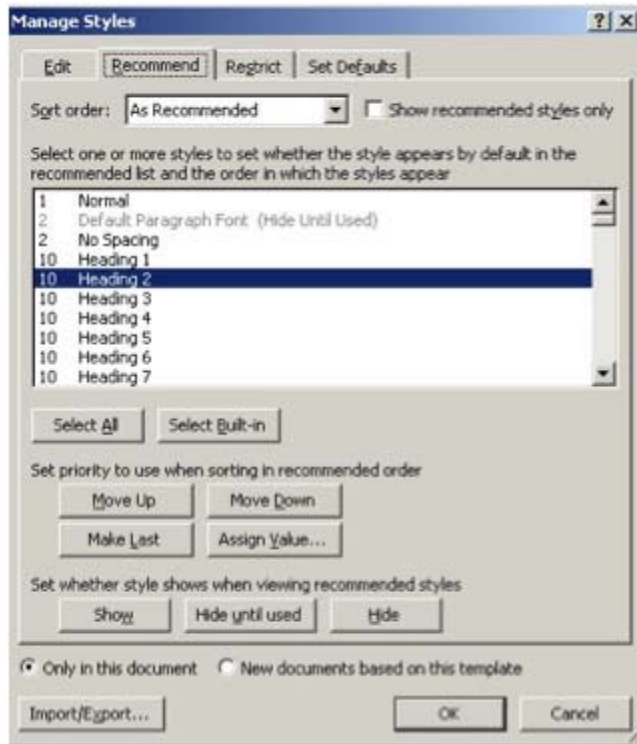 Manage Styles
Edit Recommend Restrict Set Defaults
Sort order: As Recommended Show recommended styles only
Select one or more styles to set whether the style appears by default in the
recommended list and the order in which the styles appear
1 Normal
2 Default Paragraph Font (Hide Until Used)
2 No Spacing
10 Heading 1
10 Heading 2
10 Heading 3
10 Heading 4
10 Heading 5
10 Heading 6
10 Heading 7
Select All Select Built-in
Set priority to use when sorting in recommended order
Move Up Move Down
Make Last Assign Value...
Set whether style shows when viewing recommended styles
Show Hide until used Hide
Only in this document New documents based on this template
Import/Export... OK Cancel